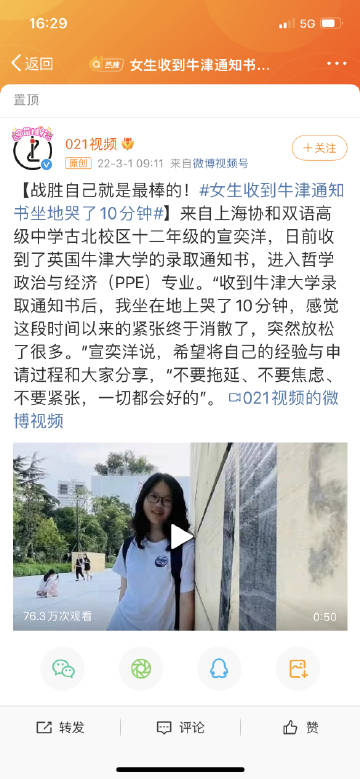 16:29
5G
返回
热搜
女生收到牛津通知书...
置顶
021视频
原创 22-3-1 09:11 来自微博视频号
+关注
【战胜自己就是最棒的！#女生收到牛津通知
书坐地哭了10分钟#】来自上海协和双语高
级中学古北校区十二年级的宣奕洋，日前收
到了英国牛津大学的录取通知书，进入哲学
政治与经济（PPE）专业。“收到牛津大学录
取通知书后，我坐在地上哭了10分钟，感觉
这段时间以来的紧张终于消散了，突然放松
了很多。”宣奕洋说，希望将自己的经验与申
请过程和大家分享，“不要拖延、不要焦虑、
不要紧张，一切都会好的”。 021视频的微
博视频
76.3万次观看
0:50
转发
评论
赞